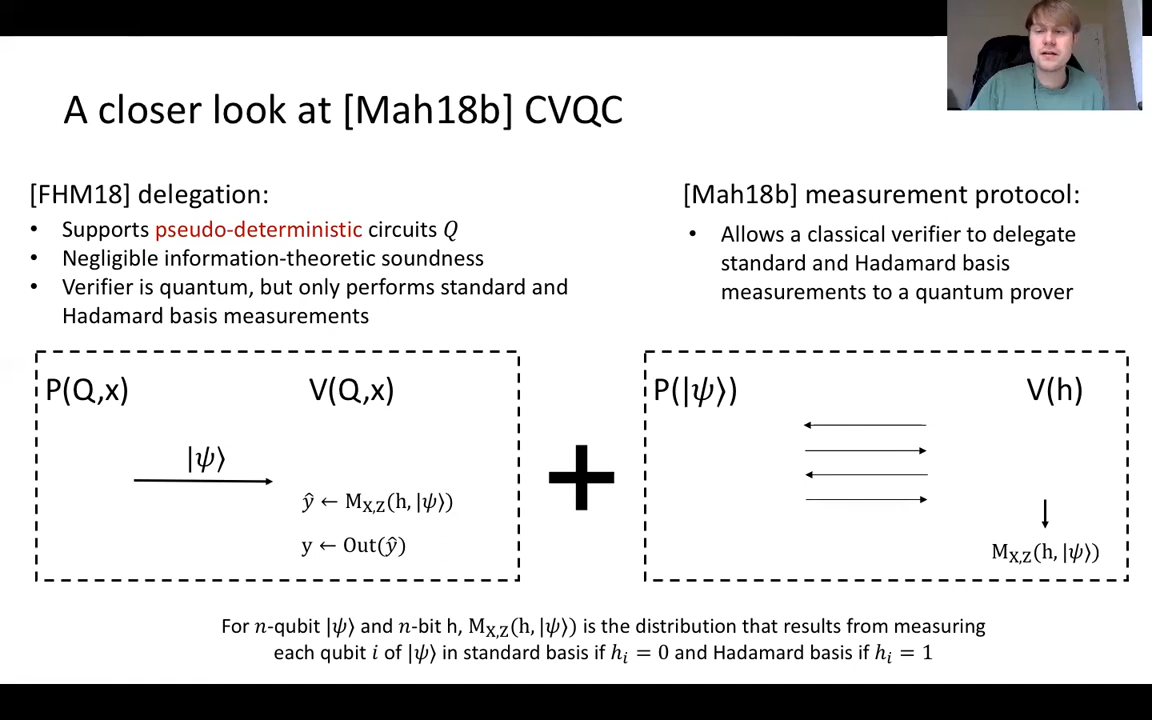 A closer look at [Mah18b] CVQC
[FHM18] delegation:
• Supports pseudo-deterministic circuits Q
• Negligible information-theoretic soundness
• Verifier is quantum, but only performs standard and
Hadamard basis measurements
[Mah18b] measurement protocol:
• Allows a classical verifier to delegate
standard and Hadamard basis
measurements to a quantum prover
P(Q,x) V(Q,x)
|ψ⟩
ŷ ← M_X,Z(h, |ψ⟩)
y ← Out(ŷ)
+
P(|ψ⟩) V(h)
M_X,Z(h, |ψ⟩)
For n-qubit |ψ⟩ and n-bit h, M_X,Z(h, |ψ⟩) is the distribution that results from measuring
each qubit i of |ψ⟩ in standard basis if h_i = 0 and Hadamard basis if h_i = 1